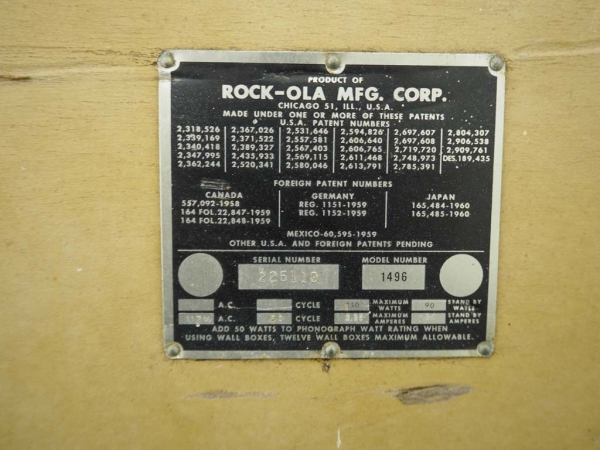 PRODUCT OF
ROCK-OLA MFG. CORP.
CHICAGO 51, ILL., U.S.A.
MADE UNDER ONE OR MORE OF THESE PATENTS
U.S.A. PATENT NUMBERS
2,318,526 2,367,026 2,531,646 2,594,826 2,697,607 2,804,307
2,339,169 2,371,522 2,557,581 2,606,640 2,697,608 2,906,538
2,340,418 2,389,327 2,567,403 2,606,765 2,719,720 2,909,761
2,347,995 2,435,933 2,569,115 2,611,468 2,748,973 DES.189,435
2,362,244 2,520,341 2,580,046 2,613,791 2,785,391
FOREIGN PATENT NUMBERS
CANADA GERMANY JAPAN
557,092-1958 REG. 1151-1959 165,484-1960
164 FOL.22,847-1959 REG. 1152-1959 165,485-1960
164 FOL.22,848-1959
MEXICO-60,595-1959
OTHER U.S.A. AND FOREIGN PATENTS PENDING
SERIAL NUMBER MODEL NUMBER
225112 1496
A.C. CYCLE MAXIMUM WATTS 90 STAND BY WATTS
A.C. CYCLE MAXIMUM AMPERES STAND BY AMPERES
ADD 50 WATTS TO PHONOGRAPH WATT RATING WHEN
USING WALL BOXES, TWELVE WALL BOXES MAXIMUM ALLOWABLE.